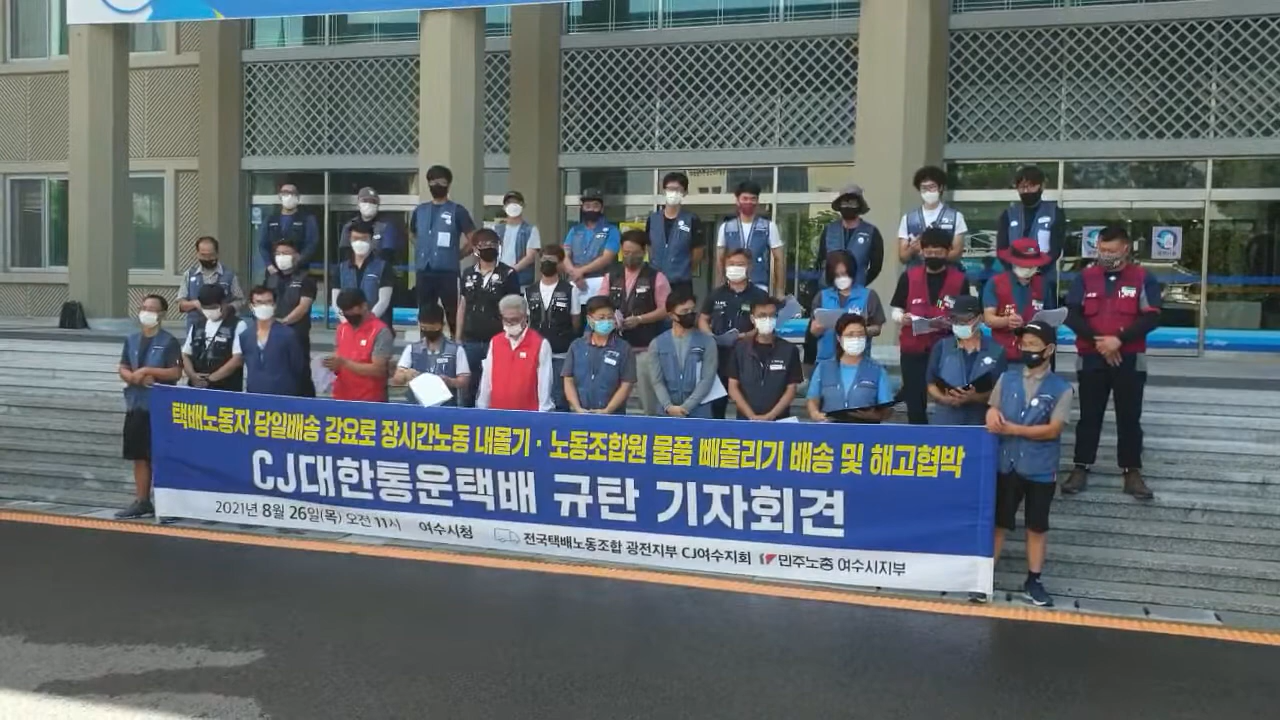 택배노동자 당일배송 강요로 장시간노동 내몰기 · 노동조합원 물품 빼돌리기 배송 및 해고협박
CJ대한통운택배 규탄 기자회견
2021년 8월 26일(목) 오전 11시 여수시청 전국택배노동조합 광전지부 CJ여수지회 민주노총 여수시지부